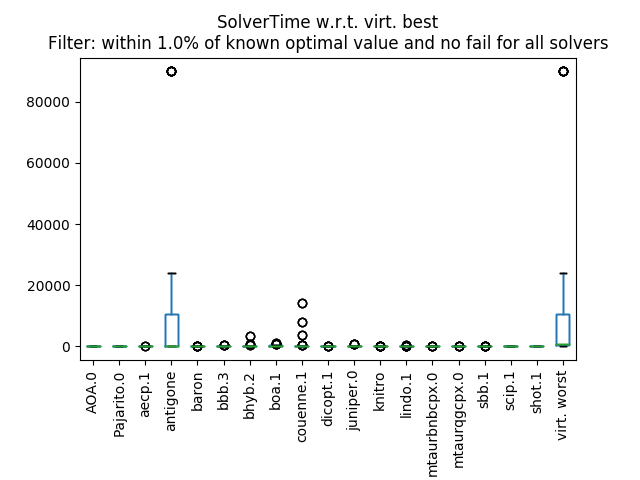 SolverTime w.r.t. virt. best
Filter: within 1.0% of known optimal value and no fail for all solvers
80000
60000
40000
20000
0
AOA.0
Pajarito.0
aecp.1
antigone
baron
bbb.3
bhyb.2
boa.1
couenne.1
dicopt.1
juniper.0
knitro
lindo.1
mtaurbnbcpx.0
mtaurqgcpx.0
sbb.1
scip.1
shot.1
virt. worst